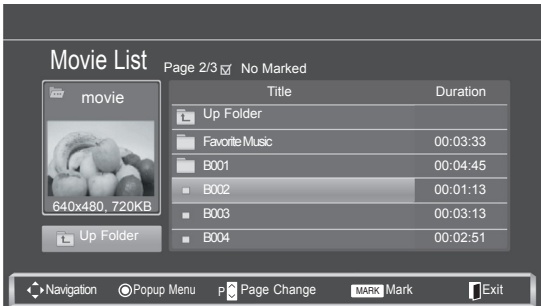 Movie List Page 2/3 No Marked
movie
640x480, 720KB
Up Folder
Title Duration
Up Folder
Favorite Music 00:03:33
B001 00:04:45
B002 00:01:13
B003 00:03:13
B004 00:02:51
Navigation Popup Menu P Page Change MARK Mark Exit